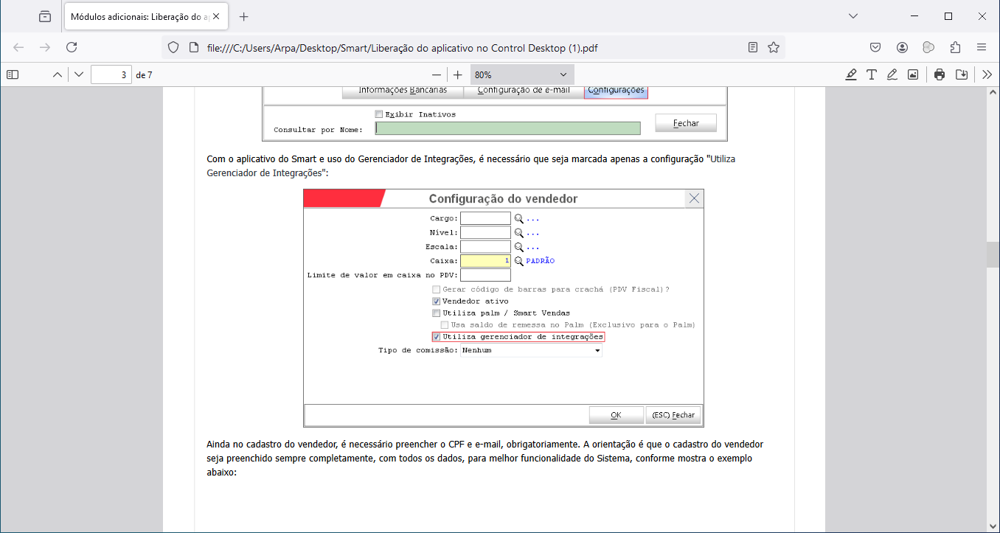 Módulos adicionais: Liberação do ap
file:///C:/Users/Arpa/Desktop/Smart/Liberação do aplicativo no Control Desktop (1).pdf
3 de 7
80%
Informações Bancárias Configuração de e-mail Configurações
Exibir Inativos
Consultar por Nome:
Fechar
Com o aplicativo do Smart e uso do Gerenciador de Integrações, é necessário que seja marcada apenas a configuração "Utiliza
Gerenciador de Integrações":
Configuração do vendedor
Cargo: ...
Nível: ...
Escala: ...
Caixa: 1 PADRÃO
Limite de valor em caixa no PDV:
Gerar código de barras para crachá (PDV Fiscal)?
Vendedor ativo
Utiliza palm / Smart Vendas
Usa saldo de remessa no Palm (Exclusivo para o Palm)
Utiliza gerenciador de integrações
Tipo de comissão: Nenhum
OK (ESC) Fechar
Ainda no cadastro do vendedor, é necessário preencher o CPF e e-mail, obrigatoriamente. A orientação é que o cadastro do vendedor
seja preenchido sempre completamente, com todos os dados, para melhor funcionalidade do Sistema, conforme mostra o exemplo
abaixo: